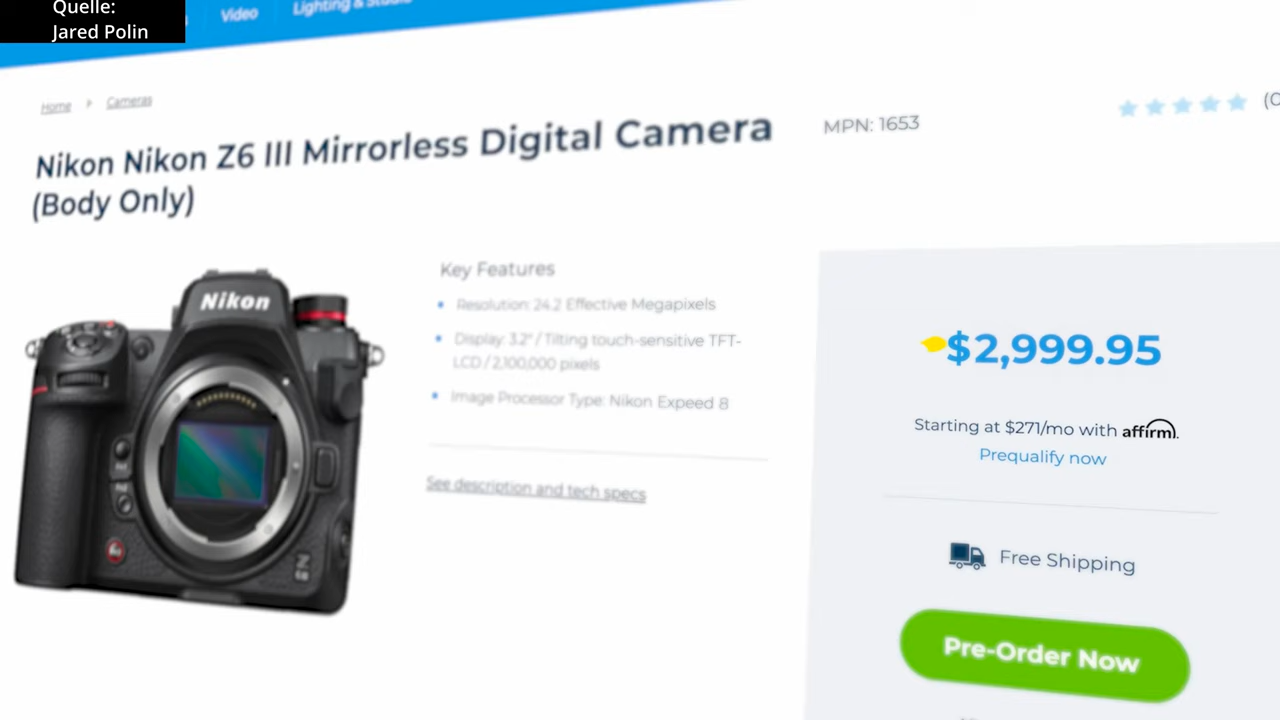 Quelle:
Jared Polin
Video
Lighting & Studio
Home
Cameras
Nikon Nikon Z6 III Mirrorless Digital Camera
(Body Only)
MPN: 1653
Nikon
Key Features
Resolution: 24.2 Effective Megapixels
Display: 3.2" / Tilting touch-sensitive TFT-
LCD / 2,100,000 pixels
Image Processor Type: Nikon Expeed 8
See description and tech specs
$2,999.95
Starting at $271/mo with affirm.
Prequalify now
Free Shipping
Pre-Order Now